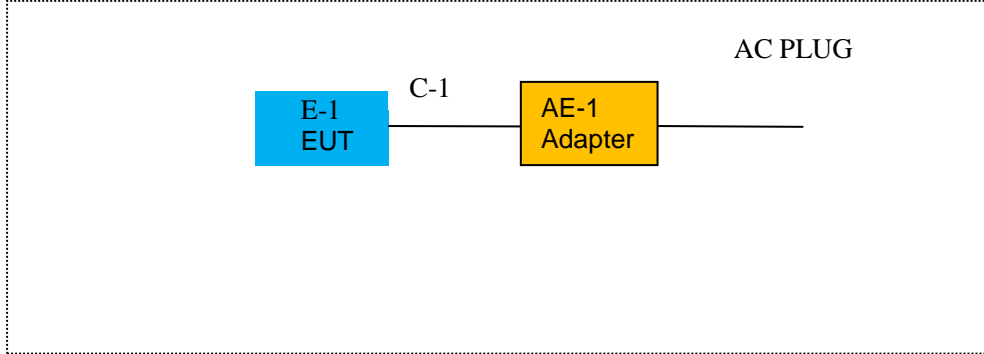 AC PLUG
C-1
E-1
EUT
AE-1
Adapter